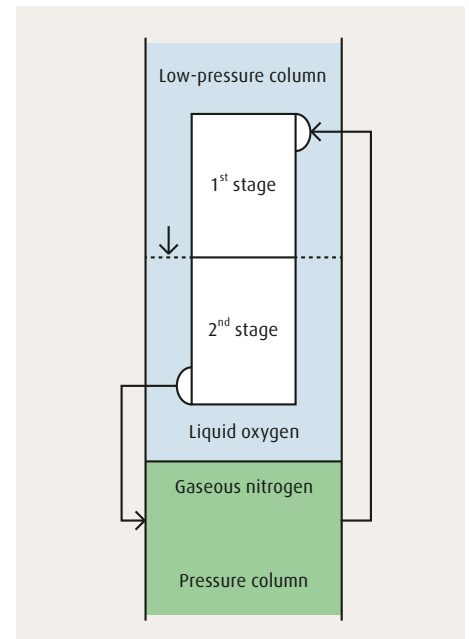 Low-pressure column
1st stage
2nd stage
Liquid oxygen
Gaseous nitrogen
Pressure column